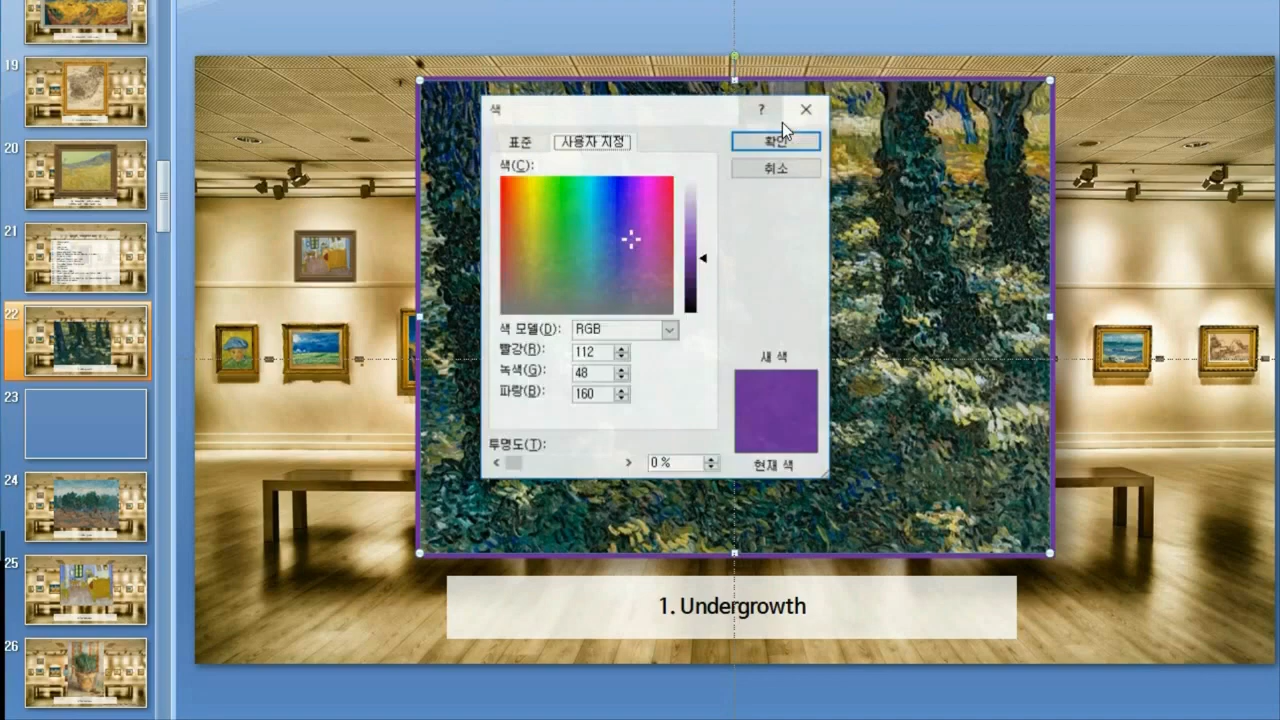 19
20
21
22
23
24
25
26
색
?
표준
사용자 지정
확인
취소
색(C):
색 모델(D):
RGB
빨강(R):
112
녹색(G):
48
파랑(B):
160
새 색
현재 색
투명도(T):
0 %
1. Undergrowth